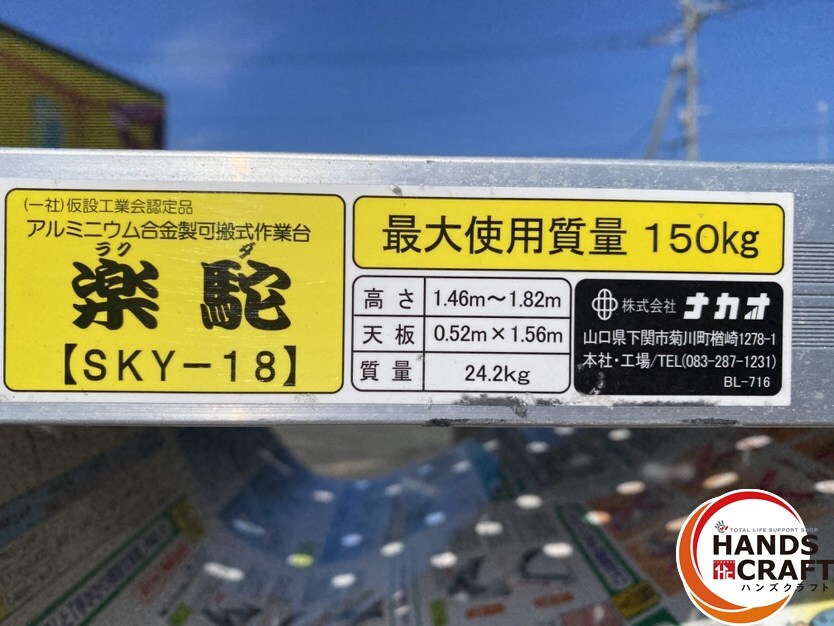 (一社)仮設工業会認定品
アルミニウム合金製可搬式作業台
ラク ダ
楽駝
【SKY-18】
最大使用質量 150kg
高さ 1.46m〜1.82m
天板 0.52m×1.56m
質量 24.2kg
株式会社 ナカオ
山口県下関市菊川町楢崎1278-1
本社・工場/TEL(083-287-1231)
BL-716
TOTAL LIFE SUPPORT SHOP
HANDS
CRAFT
ハンズクラフト